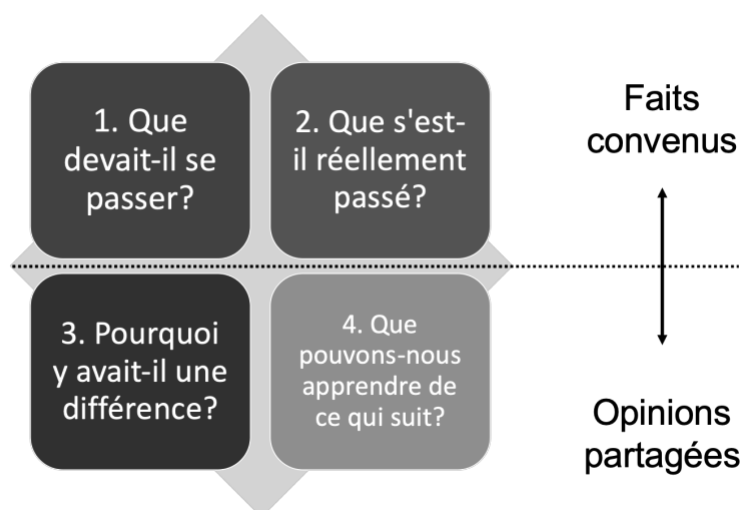 1. Que
devait-il se
passer?
2. Que s'est-
il réellement
passé?
Faits
convenus
3. Pourquoi
y avait-il une
différence?
4. Que
pouvons-nous
apprendre de
ce qui suit?
Opinions
partagées